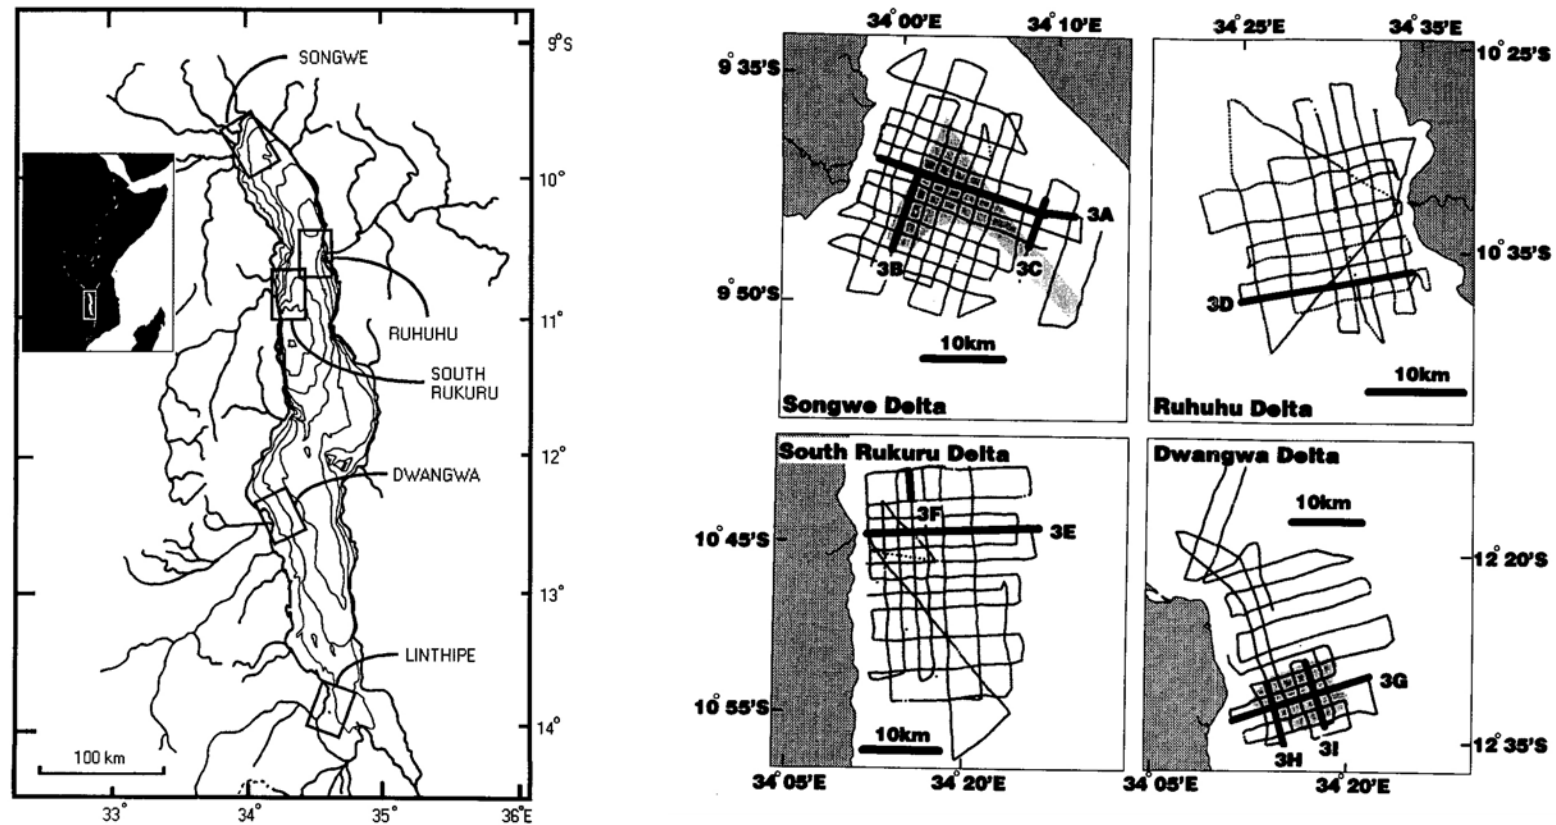 SONGWE
RUHUHU
SOUTH
RUKURU
DWANGWA
LINTHIPE
100 km
9°S
10°
11°
12°
13°
14°
33°
34°
35°
36°E
34°00'E
34°10'E
9°35'S
9°50'S
3A
3B
3C
10km
Songwe Delta
34°25'E
34°35'E
10°25'S
10°35'S
3D
10km
Ruhuhu Delta
South Rukuru Delta
3F
3E
10°45'S
10°55'S
10km
34°05'E
34°20'E
Dwangwa Delta
10km
12°20'S
3G
3H
3I
12°35'S
34°05'E
34°20'E